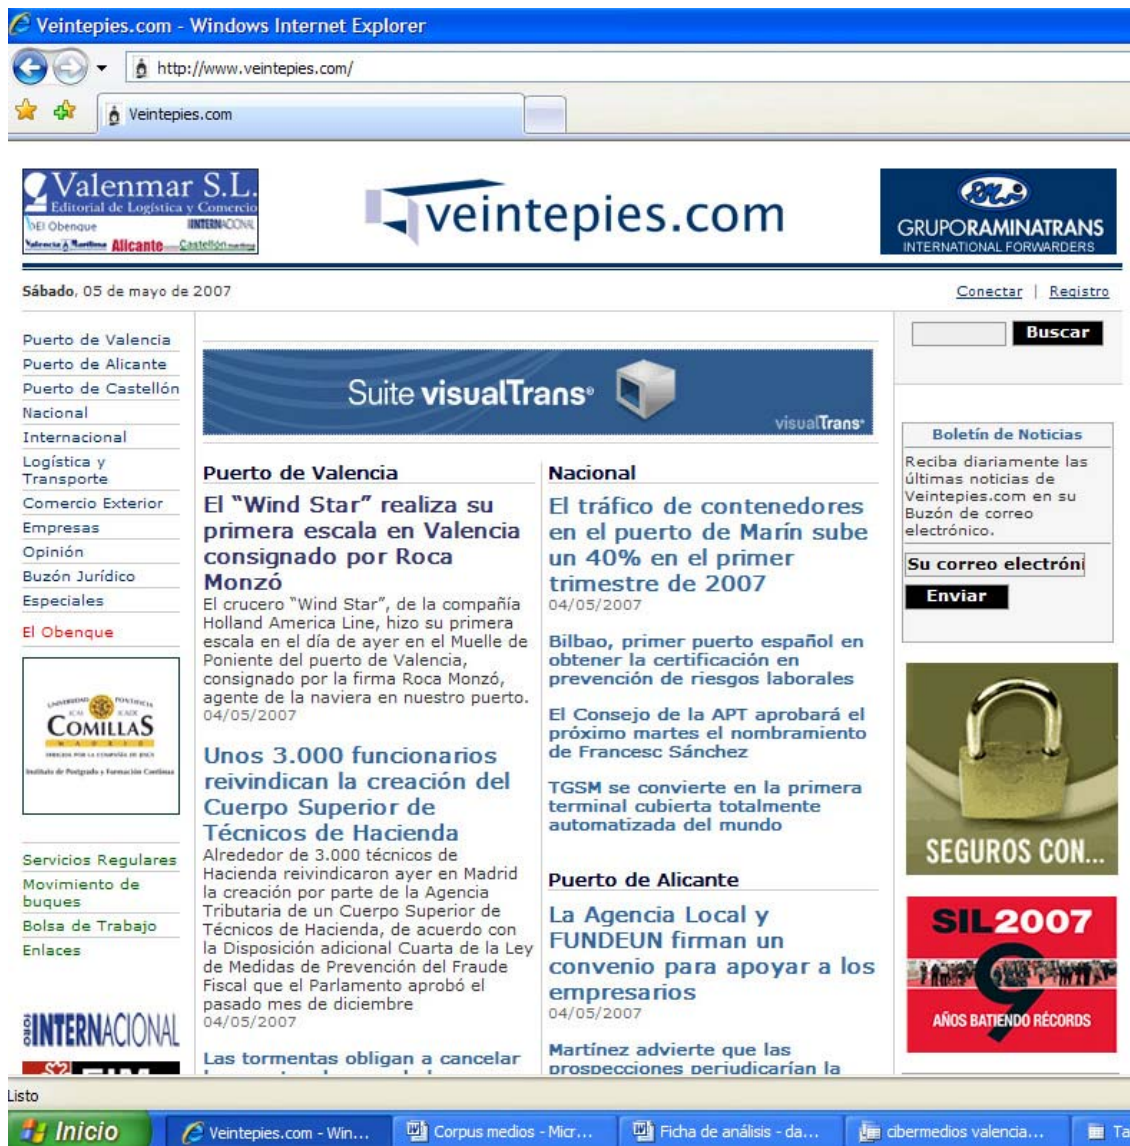 Veintepies.com - Windows Internet Explorer
http://www.veintepies.com/
Veintepies.com
Valenmar S.L.
Editorial de Logística y Comercio
El Obenque INTERNACIONAL
Valencia Marítima Alicante Castellón
veintepies.com
GRUPORAMINATRANS
INTERNATIONAL FORWARDERS
Sábado, 05 de mayo de 2007
Conectar | Registro
Puerto de Valencia
Puerto de Alicante
Puerto de Castellón
Nacional
Internacional
Logística y
Transporte
Comercio Exterior
Empresas
Opinión
Buzón Jurídico
Especiales
El Obenque
COMILLAS
MADRID
Instituto de Postgrado y Formación Continua
Servicios Regulares
Movimiento de
buques
Bolsa de Trabajo
Enlaces
foro
INTERNACIONAL
Suite visualTrans®
visualTrans®
Puerto de Valencia
El “Wind Star” realiza su
primera escala en Valencia
consignado por Roca
Monzó
El crucero “Wind Star”, de la compañía
Holland America Line, hizo su primera
escala en el día de ayer en el Muelle de
Poniente del puerto de Valencia,
consignado por la firma Roca Monzó,
agente de la naviera en nuestro puerto.
04/05/2007
Unos 3.000 funcionarios
reivindican la creación del
Cuerpo Superior de
Técnicos de Hacienda
Alrededor de 3.000 técnicos de
Hacienda reivindicaron ayer en Madrid
la creación por parte de la Agencia
Tributaria de un Cuerpo Superior de
Técnicos de Hacienda, de acuerdo con
la Disposición adicional Cuarta de la Ley
de Medidas de Prevención del Fraude
Fiscal que el Parlamento aprobó el
pasado mes de diciembre
04/05/2007
Las tormentas obligan a cancelar
Nacional
El tráfico de contenedores
en el puerto de Marín sube
un 40% en el primer
trimestre de 2007
04/05/2007
Bilbao, primer puerto español en
obtener la certificación en
prevención de riesgos laborales
El Consejo de la APT aprobará el
próximo martes el nombramiento
de Francesc Sánchez
TGSM se convierte en la primera
terminal cubierta totalmente
automatizada del mundo
Puerto de Alicante
La Agencia Local y
FUNDEUN firman un
convenio para apoyar a los
empresarios
04/05/2007
Martínez advierte que las
prospecciones perjudicarían la
Buscar
Boletín de Noticias
Reciba diariamente las
últimas noticias de
Veintepies.com en su
Buzón de correo
electrónico.
Su correo electróni
Enviar
SEGUROS CON...
SIL2007
9
AÑOS BATIENDO RÉCORDS
Listo
Inicio
Veintepies.com - Win...
Corpus medios - Micr...
Ficha de análisis - da...
cibermedios valencia...
Ta